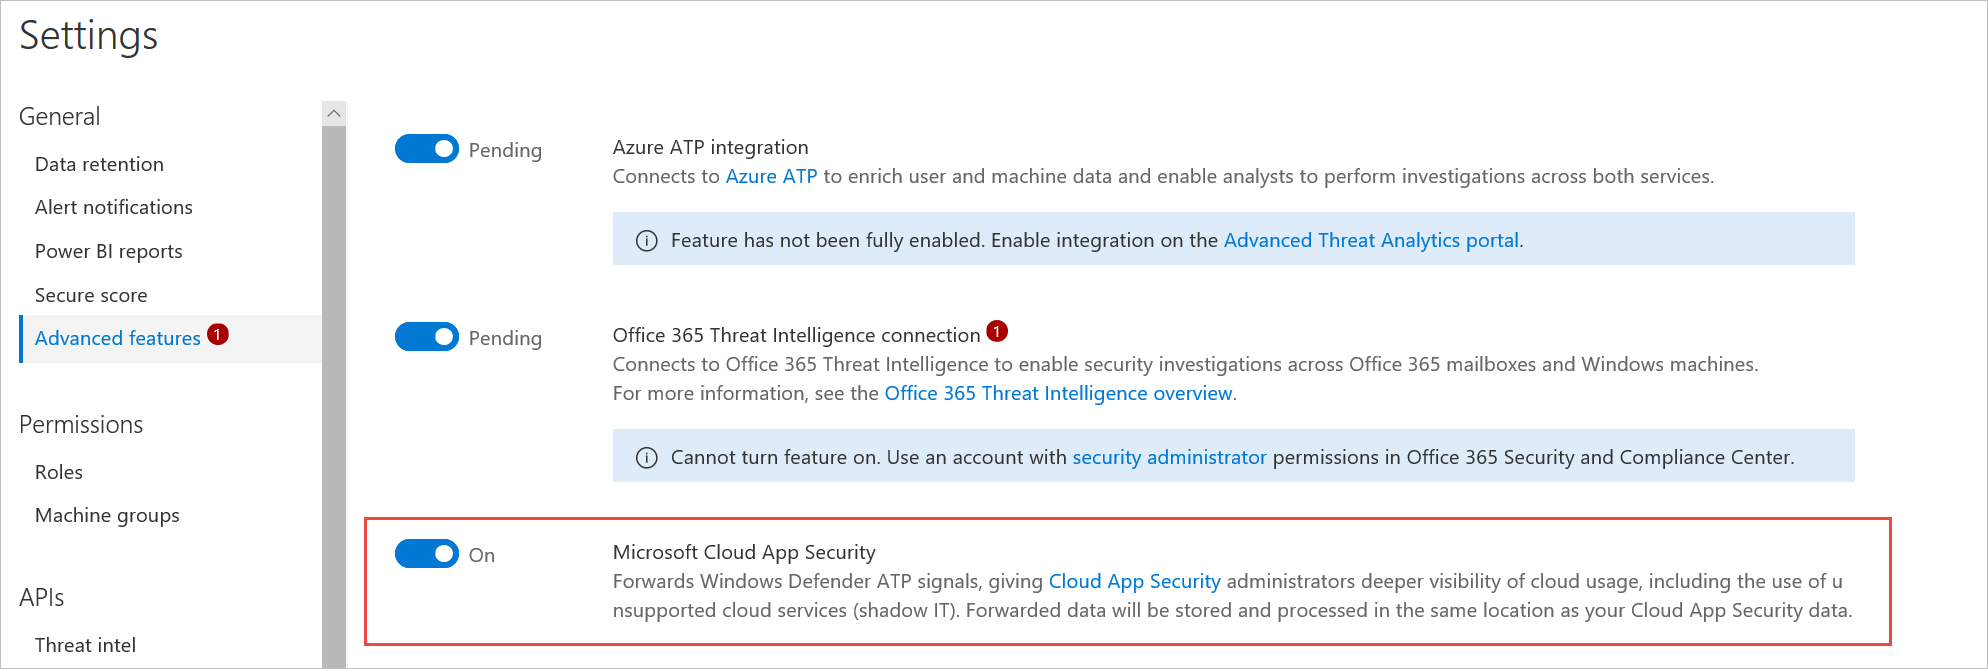 Settings
General
Data retention
Alert notifications
Power BI reports
Secure score
Advanced features 1
Permissions
Roles
Machine groups
APIs
Threat intel
Pending
Azure ATP integration
Connects to Azure ATP to enrich user and machine data and enable analysts to perform investigations across both services.
Feature has not been fully enabled. Enable integration on the Advanced Threat Analytics portal.
Pending
Office 365 Threat Intelligence connection 1
Connects to Office 365 Threat Intelligence to enable security investigations across Office 365 mailboxes and Windows machines.
For more information, see the Office 365 Threat Intelligence overview.
Cannot turn feature on. Use an account with security administrator permissions in Office 365 Security and Compliance Center.
On
Microsoft Cloud App Security
Forwards Windows Defender ATP signals, giving Cloud App Security administrators deeper visibility of cloud usage, including the use of u
nsupported cloud services (shadow IT). Forwarded data will be stored and processed in the same location as your Cloud App Security data.